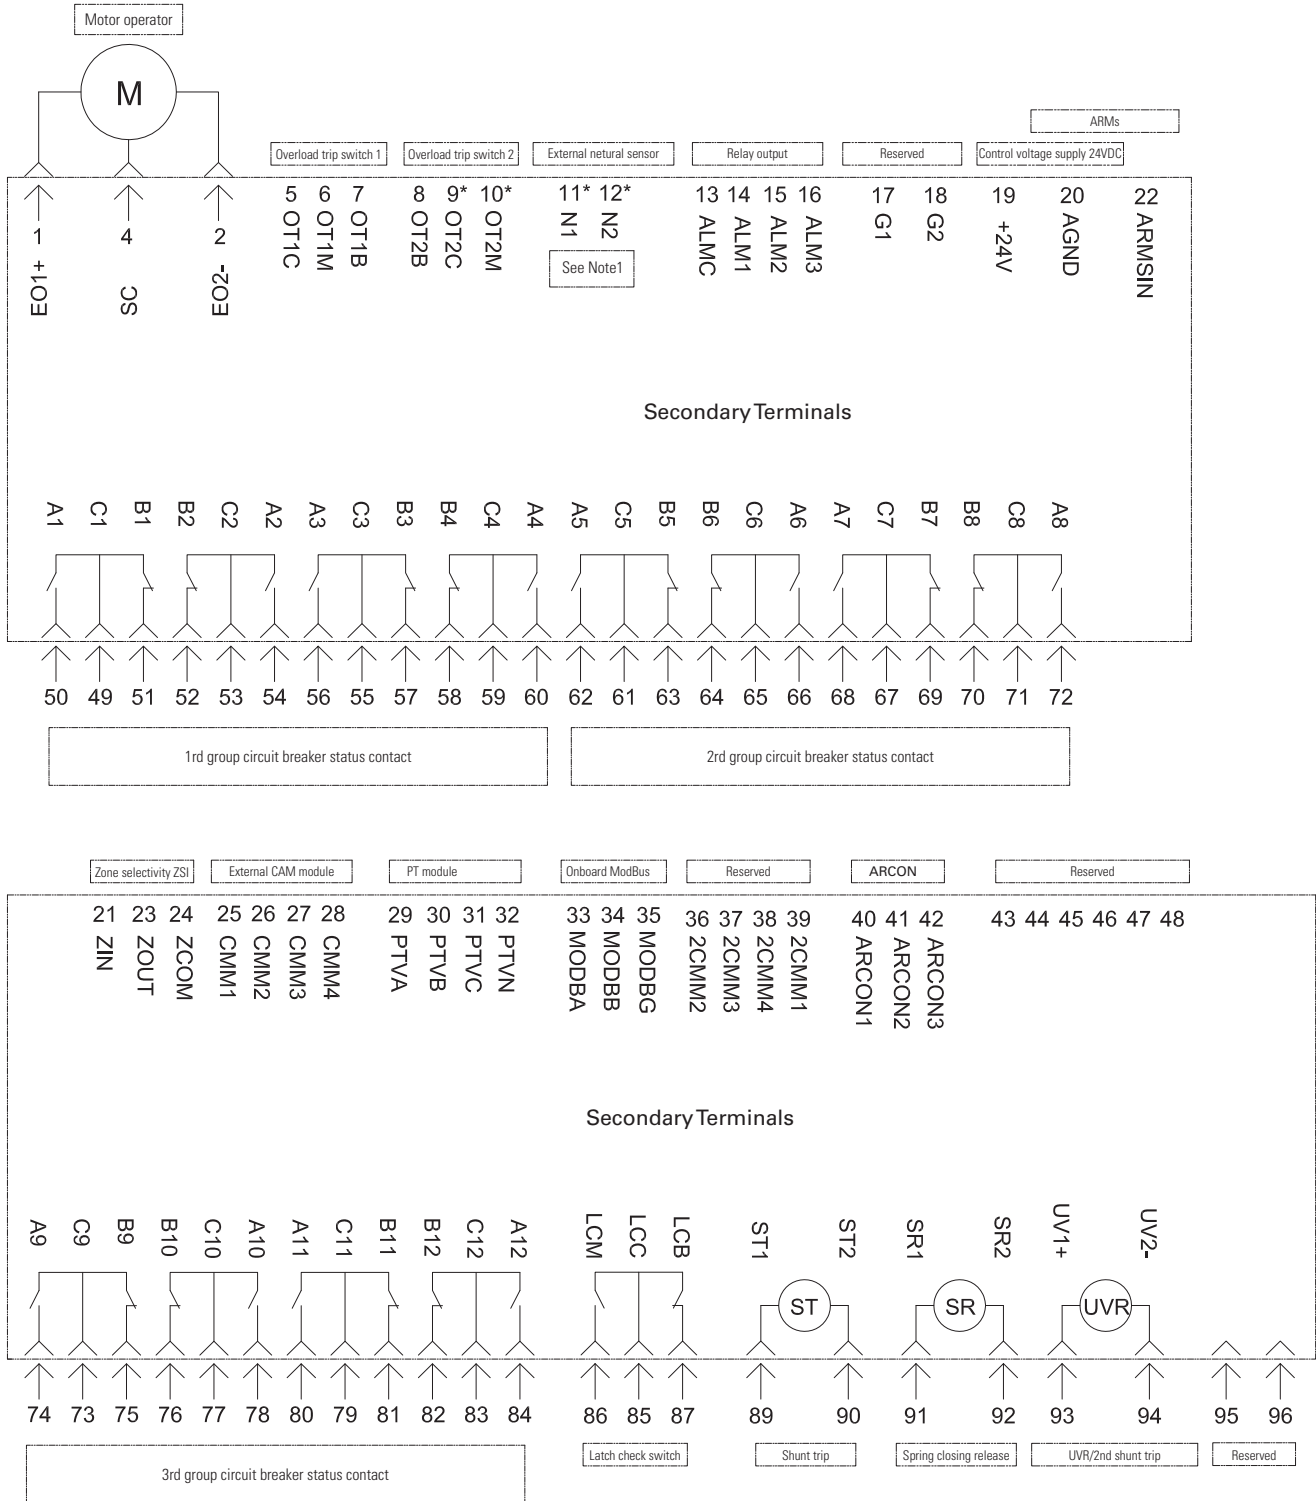 Motor operator
M
ARMs
Overload trip switch 1 Overload trip switch 2 External netural sensor Relay output Reserved Control voltage supply 24VDC
1 4 2 5 6 7 8 9* 10* 11* 12* 13 14 15 16 17 18 19 20 22
EO1+ SC EO2- OT1C OT1M OT1B OT2B OT2C OT2M N1 N2 ALMC ALM1 ALM2 ALM3 G1 G2 +24V AGND ARMSIN
See Note1
Secondary Terminals
A1 C1 B1 B2 C2 A2 A3 C3 B3 B4 C4 A4 A5 C5 B5 B6 C6 A6 A7 C7 B7 B8 C8 A8
50 49 51 52 53 54 56 55 57 58 59 60 62 61 63 64 65 66 68 67 69 70 71 72
1rd group circuit breaker status contact 2rd group circuit breaker status contact
Zone selectivity ZSI External CAM module PT module Onboard ModBus Reserved ARCON Reserved
21 23 24 25 26 27 28 29 30 31 32 33 34 35 36 37 38 39 40 41 42 43 44 45 46 47 48
ZIN ZOUT ZCOM CMM1 CMM2 CMM3 CMM4 PTVA PTVB PTVC PTVN MODBA MODBB MODBG 2CMM2 2CMM3 2CMM4 2CMM1 ARCON1 ARCON2 ARCON3
Secondary Terminals
A9 C9 B9 B10 C10 A10 A11 C11 B11 B12 C12 A12 LCM LCC LCB ST1 ST2 SR1 SR2 UV1+ UV2-
ST SR UVR
74 73 75 76 77 78 80 79 81 82 83 84 86 85 87 89 90 91 92 93 94 95 96
3rd group circuit breaker status contact Latch check switch Shunt trip Spring closing release UVR/2nd shunt trip Reserved